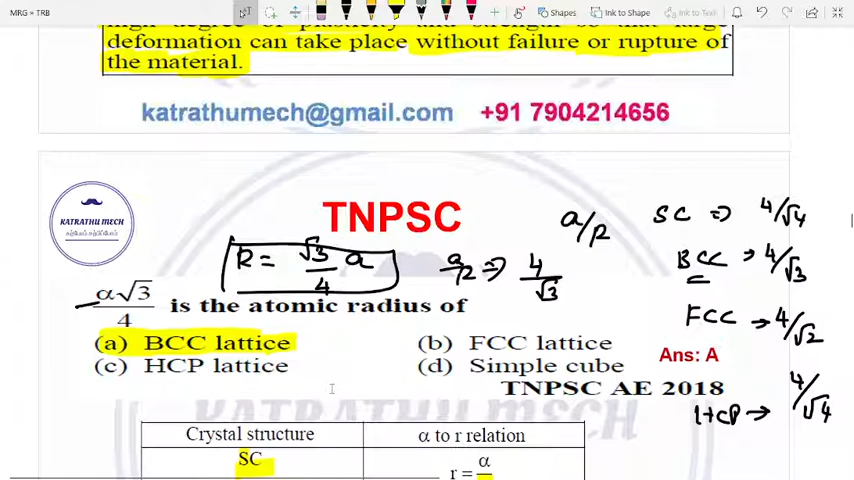 MRG » TRB
Shapes
Ink to Shape
Ink to Text
deformation can take place without failure or rupture of
the material.
katrathumech@gmail.com +91 7904214656
KATRATHU MECH
கற்போம் கற்பிப்போம்
TNPSC
R = √3/4 a
a/R ⇒ 4/√3
a/R
SC ⇒ 4/√4
BCC → 4/√3
FCC → 4/√2
HCP → 4/√4
α√3/4 is the atomic radius of
(a) BCC lattice (b) FCC lattice
(c) HCP lattice (d) Simple cube
Ans: A
TNPSC AE 2018
KATRATHU MECH
Crystal structure α to r relation
SC r = α